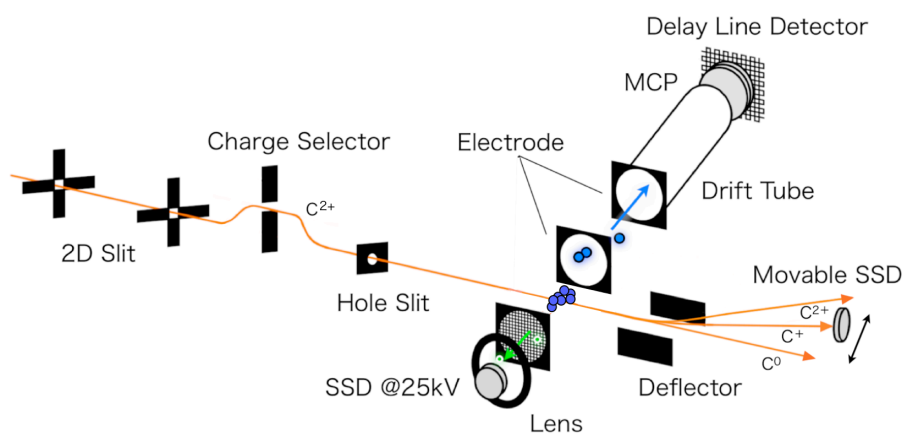 Delay Line Detector
MCP
Charge Selector
Electrode
Drift Tube
C²⁺
2D Slit
Movable SSD
Hole Slit
C²⁺
C⁺
C⁰
SSD @25kV
Deflector
Lens